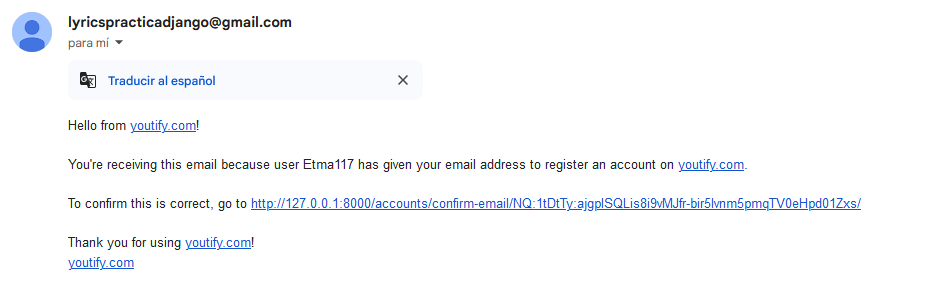 lyricspracticadjango@gmail.com
para mí
Traducir al español
Hello from youtify.com!
You're receiving this email because user Etma117 has given your email address to register an account on youtify.com.
To confirm this is correct, go to http://127.0.0.1:8000/accounts/confirm-email/NQ:1tDtTy:ajgplSQLis8i9vMJfr-bir5lvnm5pmqTV0eHpd01Zxs/
Thank you for using youtify.com!
youtify.com